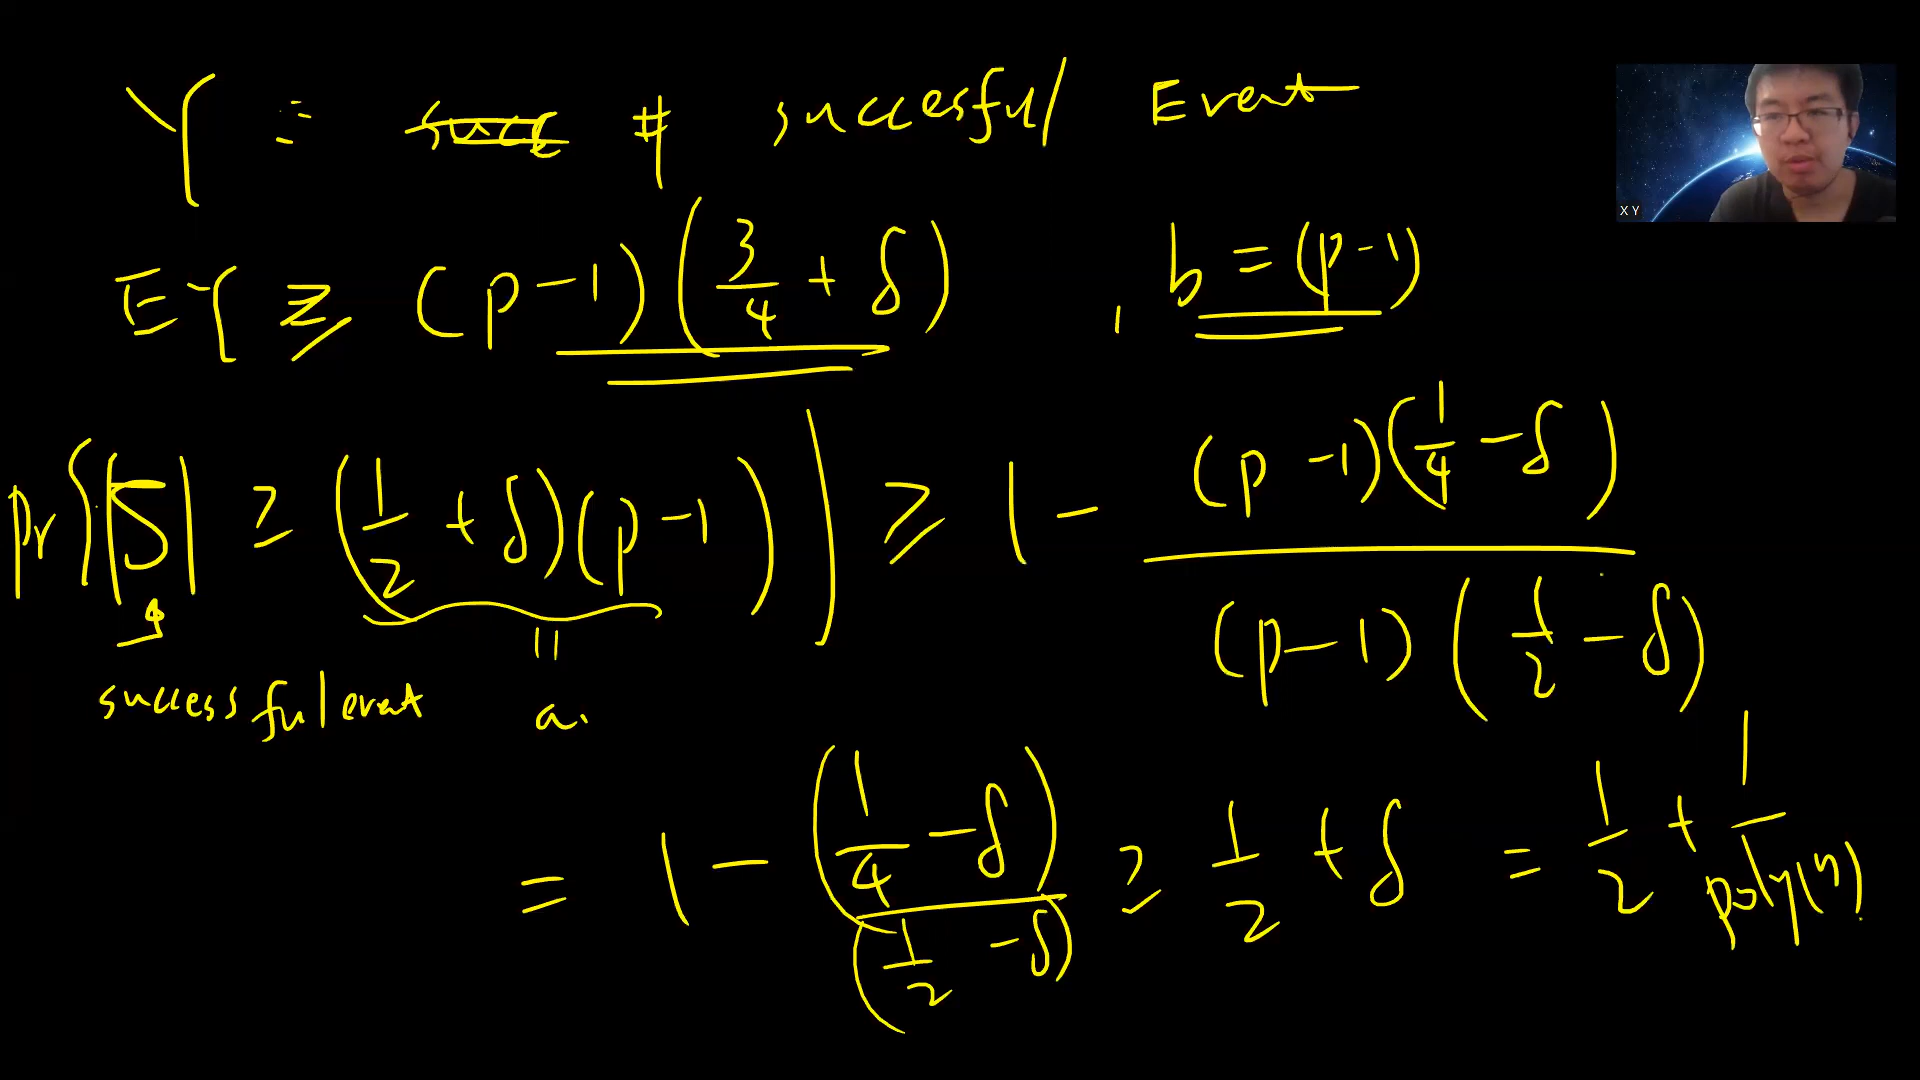 Y := # succesful Event
EY ≥ (p-1)(3/4 + δ) , b = (p-1)
Pr{|S| ≥ (1/2 + δ)(p-1)} ≥ 1 - (p-1)(1/4 - δ) / (p-1)(1/2 - δ)
successful event = a.
= 1 - (1/4 - δ)/(1/2 - δ) ≥ 1/2 + δ = 1/2 + 1/poly(n).
X Y